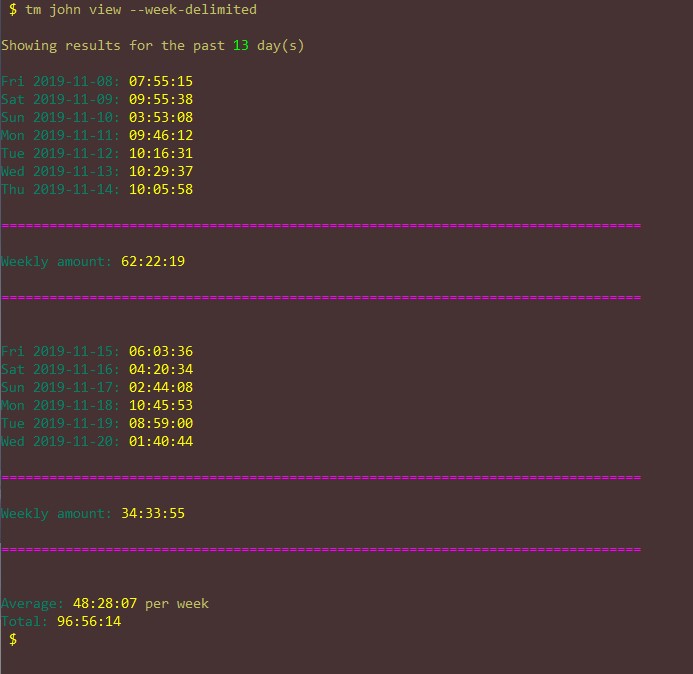 $ tm john view --week-delimited
Showing results for the past 13 day(s)
Fri 2019-11-08: 07:55:15
Sat 2019-11-09: 09:55:38
Sun 2019-11-10: 03:53:08
Mon 2019-11-11: 09:46:12
Tue 2019-11-12: 10:16:31
Wed 2019-11-13: 10:29:37
Thu 2019-11-14: 10:05:58
================================================================================
Weekly amount: 62:22:19
================================================================================
Fri 2019-11-15: 06:03:36
Sat 2019-11-16: 04:20:34
Sun 2019-11-17: 02:44:08
Mon 2019-11-18: 10:45:53
Tue 2019-11-19: 08:59:00
Wed 2019-11-20: 01:40:44
================================================================================
Weekly amount: 34:33:55
================================================================================
Average: 48:28:07 per week
Total: 96:56:14
$